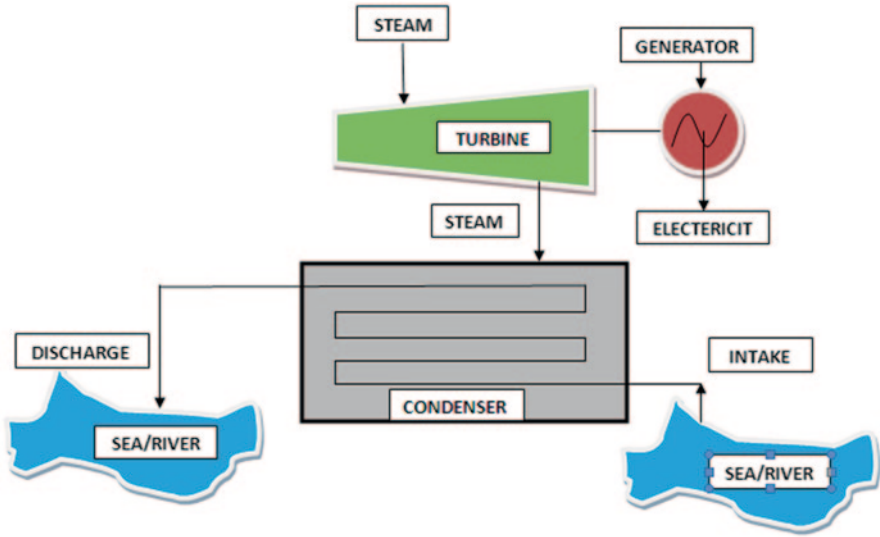 STEAM
GENERATOR
TURBINE
STEAM
ELECTERICIT
DISCHARGE
INTAKE
CONDENSER
SEA/RIVER
SEA/RIVER